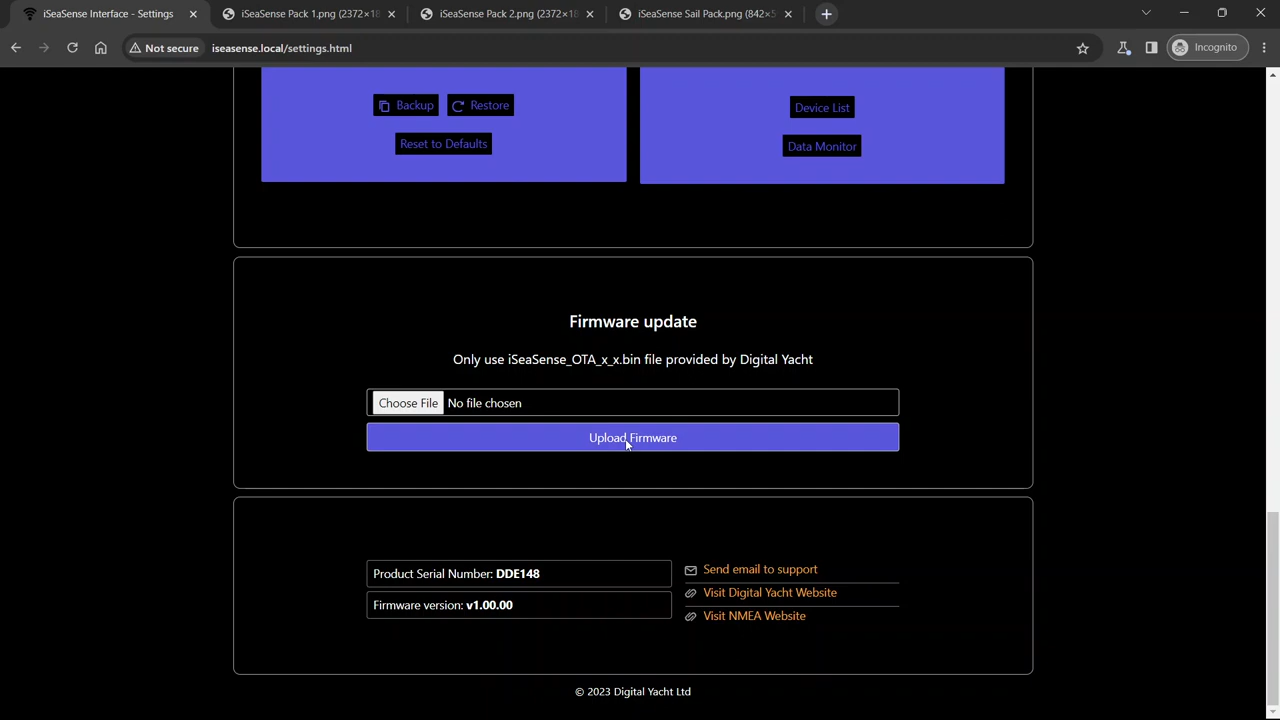 iSeaSense Interface - Settings
iSeaSense Pack 1.png (2372×18
iSeaSense Pack 2.png (2372×18
iSeaSense Sail Pack.png (842×5
Not secure
iseasense.local/settings.html
Incognito
Backup
Restore
Device List
Reset to Defaults
Data Monitor
Firmware update
Only use iSeaSense_OTA_x_x.bin file provided by Digital Yacht
Choose File No file chosen
Upload Firmware
Product Serial Number: DDE148
Send email to support
Visit Digital Yacht Website
Firmware version: v1.00.00
Visit NMEA Website
© 2023 Digital Yacht Ltd